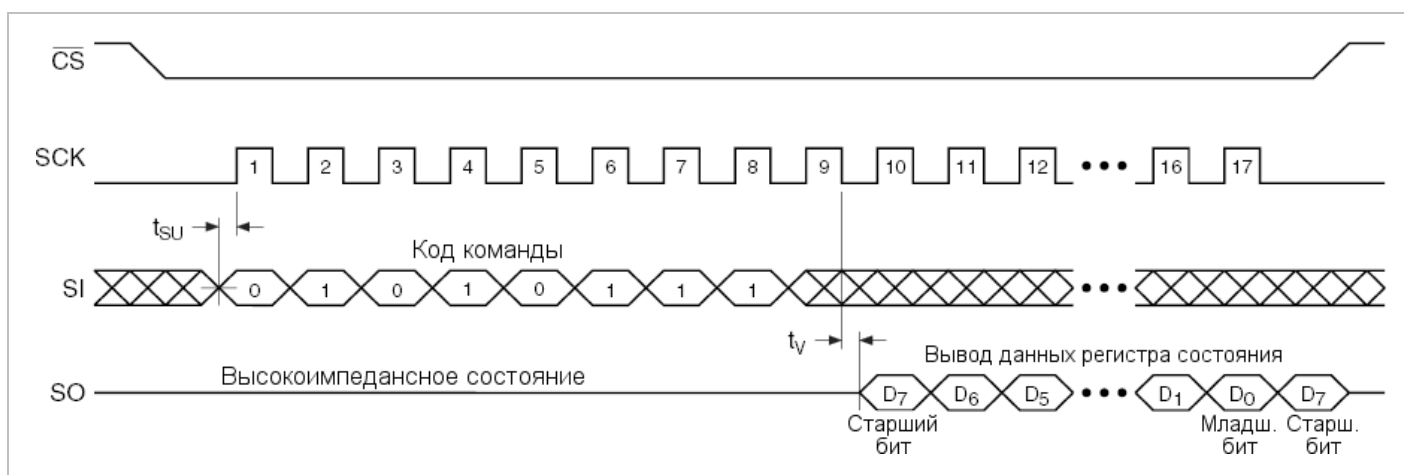 CS
SCK
1 2 3 4 5 6 7 8 9 10 11 12 ••• 16 17
tSU
Код команды
SI
0 1 0 1 0 1 1 1 •••
tV
Вывод данных регистра состояния
Высокоимпедансное состояние
SO
D7 D6 D5 ••• D1 D0 D7
Старший бит
Младш. бит
Старш. бит